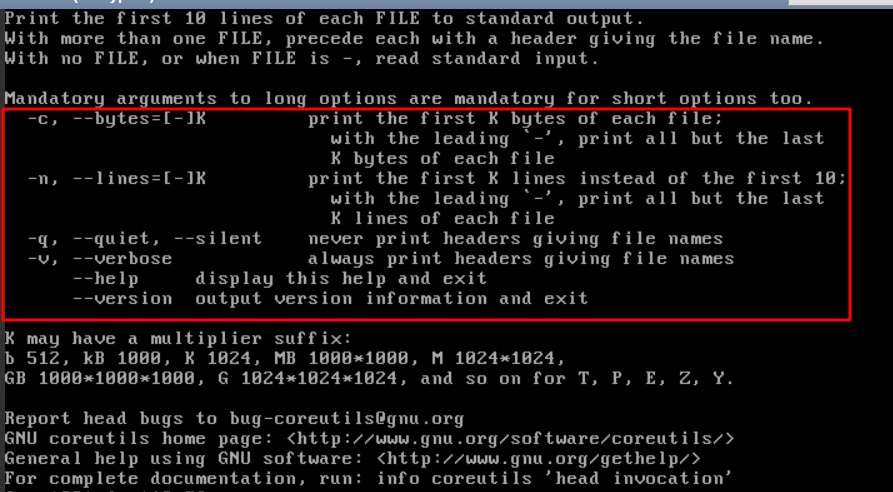 Print the first 10 lines of each FILE to standard output.
With more than one FILE, precede each with a header giving the file name.
With no FILE, or when FILE is -, read standard input.
Mandatory arguments to long options are mandatory for short options too.
-c, --bytes=[-]K print the first K bytes of each file;
with the leading `-', print all but the last
K bytes of each file
-n, --lines=[-]K print the first K lines instead of the first 10;
with the leading `-', print all but the last
K lines of each file
-q, --quiet, --silent never print headers giving file names
-v, --verbose always print headers giving file names
--help display this help and exit
--version output version information and exit
K may have a multiplier suffix:
b 512, kB 1000, K 1024, MB 1000*1000, M 1024*1024,
GB 1000*1000*1000, G 1024*1024*1024, and so on for T, P, E, Z, Y.
Report head bugs to bug-coreutils@gnu.org
GNU coreutils home page: <http://www.gnu.org/software/coreutils/>
General help using GNU software: <http://www.gnu.org/gethelp/>
For complete documentation, run: info coreutils 'head invocation'